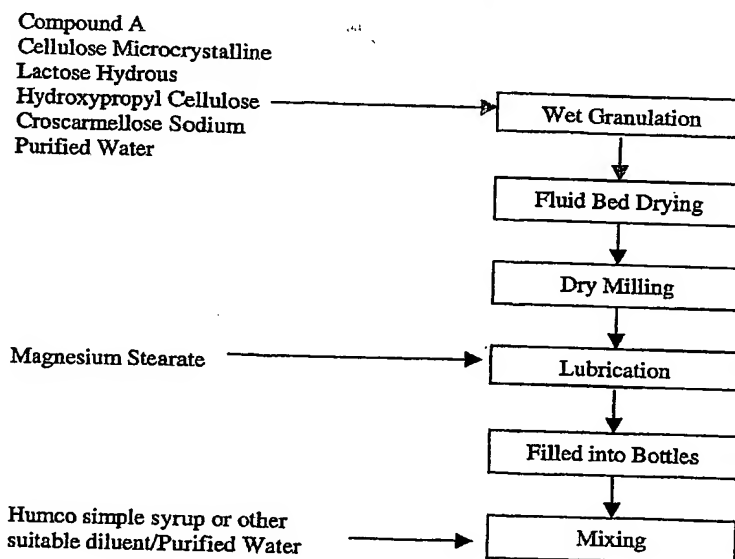 Compound A
Cellulose Microcrystalline
Lactose Hydrous
Hydroxypropyl Cellulose
Croscarmellose Sodium
Purified Water
Wet Granulation
Fluid Bed Drying
Dry Milling
Magnesium Stearate
Lubrication
Filled into Bottles
Humco simple syrup or other
suitable diluent/Purified Water
Mixing